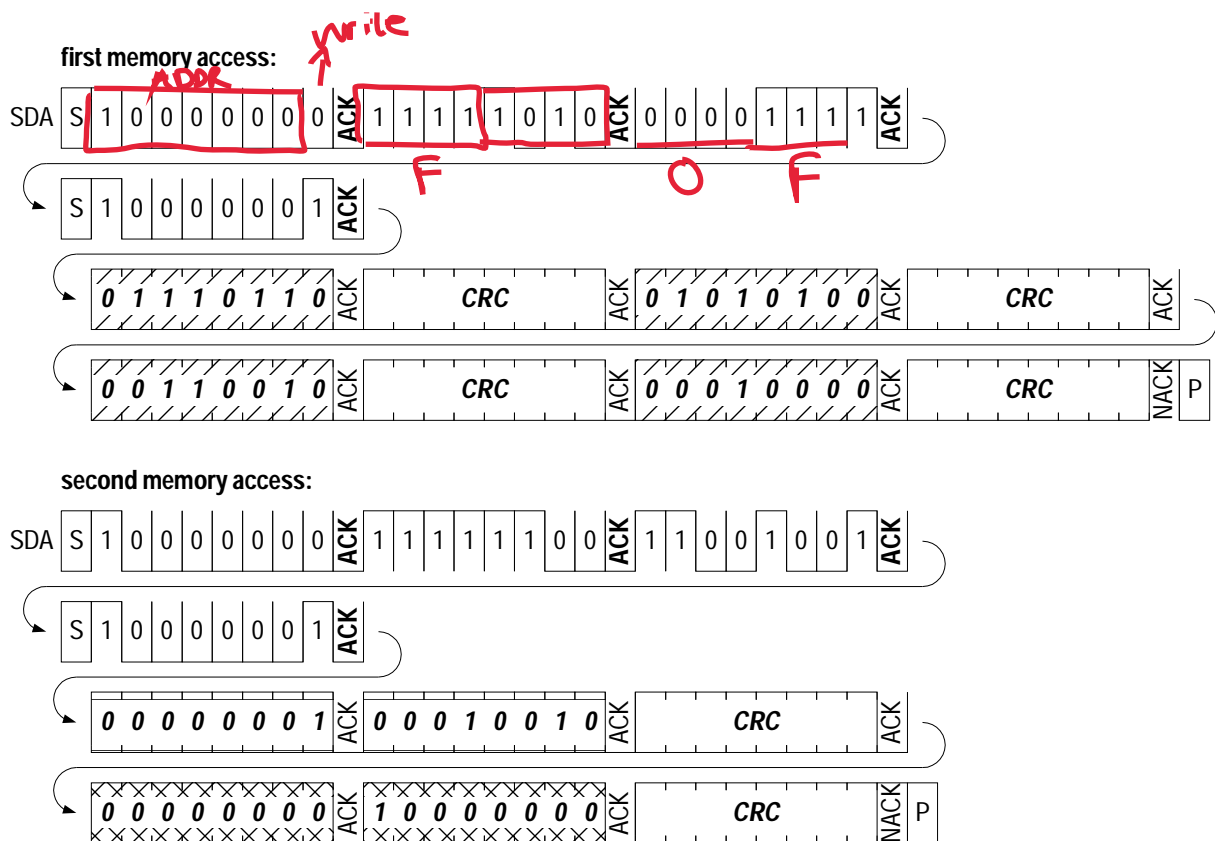 write
first memory access:
ADDR
SDA S 1 0 0 0 0 0 0 0 ACK 1 1 1 1 1 0 1 0 ACK 0 0 0 0 1 1 1 1 ACK
F 0 F
S 1 0 0 0 0 0 0 1 ACK
0 1 1 1 0 1 1 0 ACK CRC ACK 0 1 0 1 0 1 0 0 ACK CRC ACK
0 0 1 1 0 0 1 0 ACK CRC ACK 0 0 0 1 0 0 0 0 ACK CRC NACK P
second memory access:
SDA S 1 0 0 0 0 0 0 0 ACK 1 1 1 1 1 1 0 0 ACK 1 1 0 0 1 0 0 1 ACK
S 1 0 0 0 0 0 0 1 ACK
0 0 0 0 0 0 0 1 ACK 0 0 0 1 0 0 1 0 ACK CRC ACK
0 0 0 0 0 0 0 0 ACK 1 0 0 0 0 0 0 0 ACK CRC NACK P